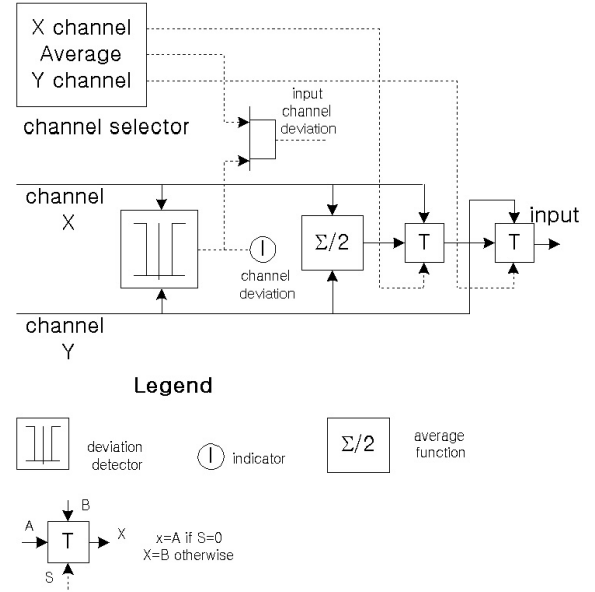 X channel
Average
Y channel
channel selector
input
channel
deviation
channel
X
Σ/2
T
T
input
I
channel
deviation
channel
Y
Legend
deviation
detector
I
indicator
Σ/2
average
function
B
A
T
X
S
x=A if S=0
X=B otherwise